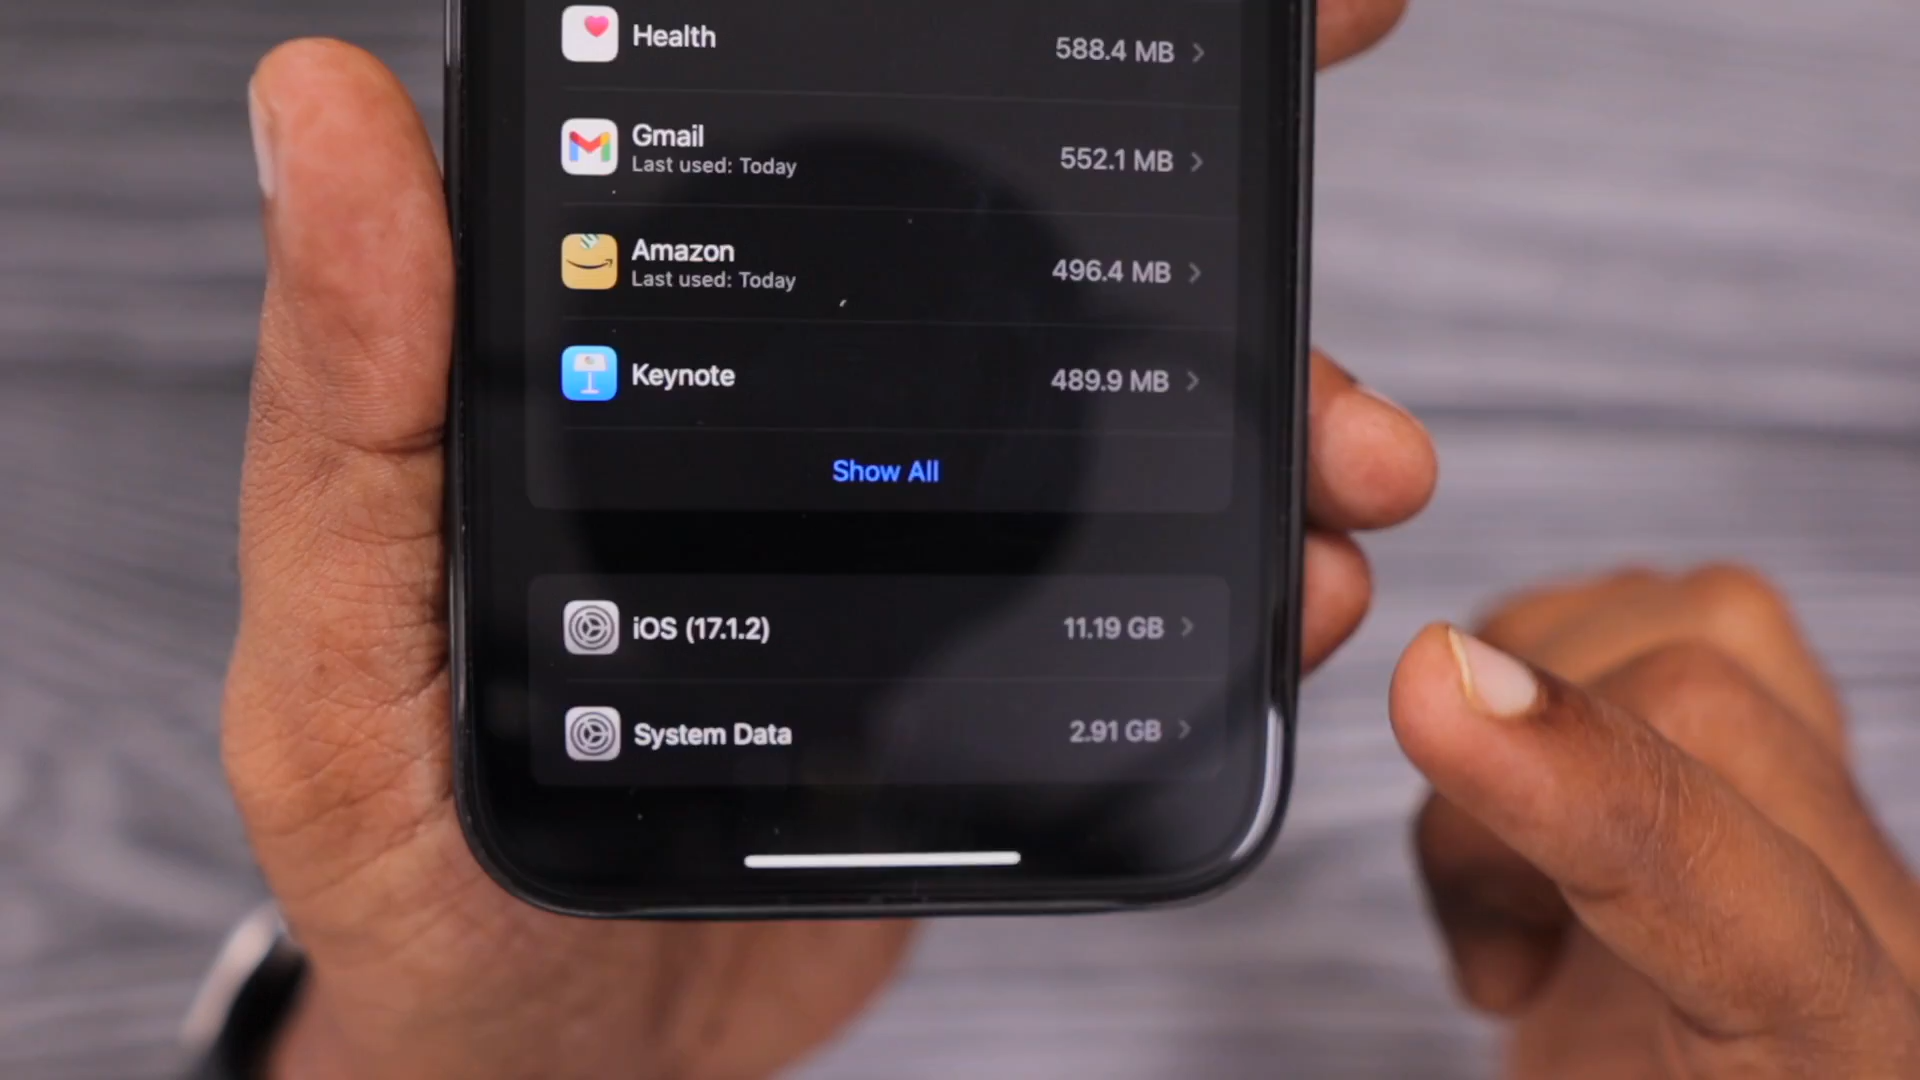 Health
588.4 MB
Gmail
Last used: Today
552.1 MB
Amazon
Last used: Today
496.4 MB
Keynote
489.9 MB
Show All
iOS (17.1.2)
11.19 GB
System Data
2.91 GB